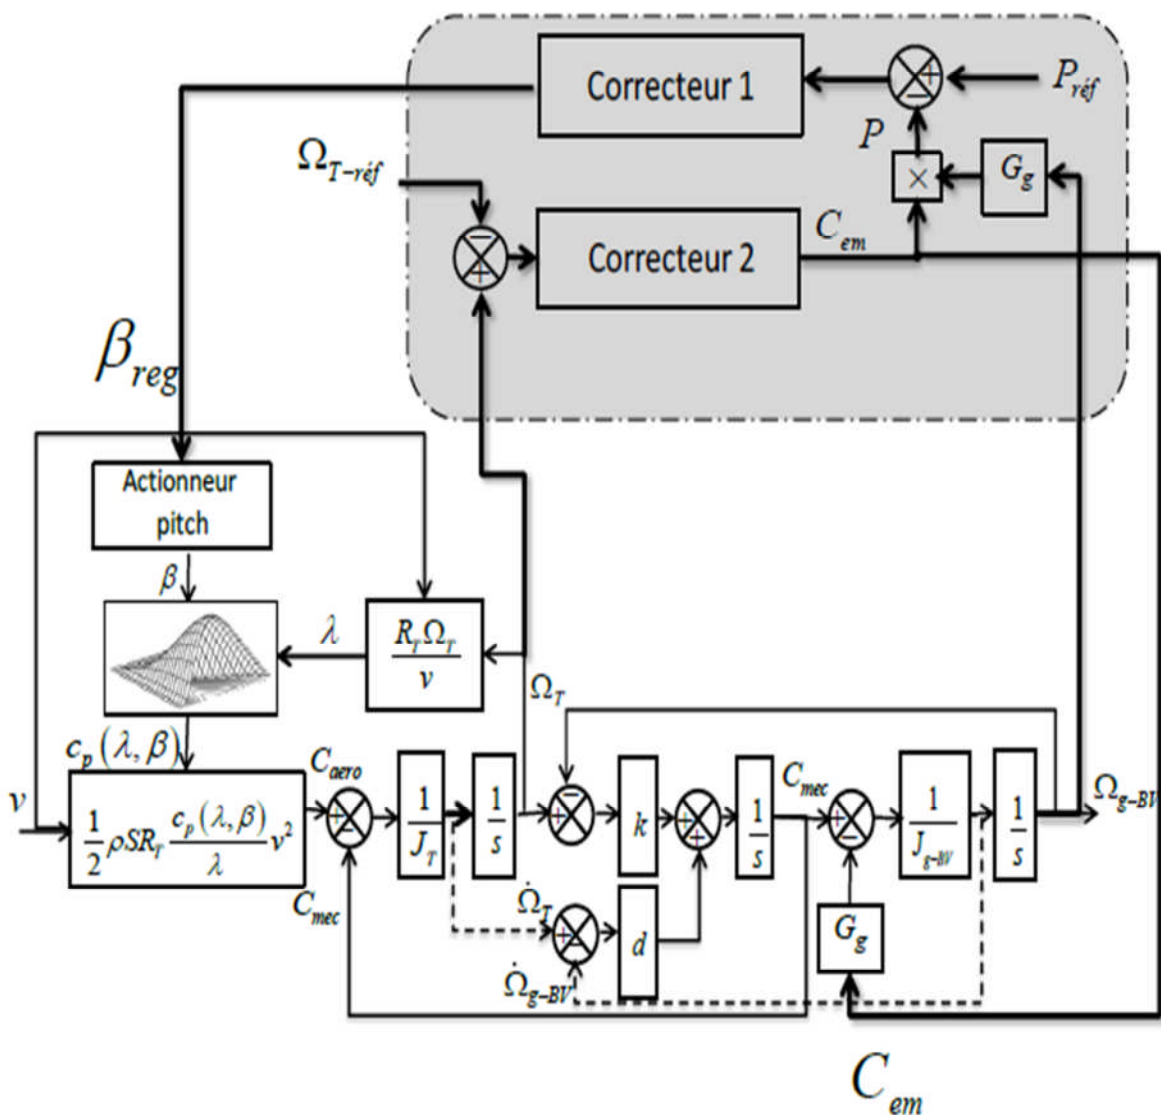 Correcteur 1
P_réf
P
G_g
×
Ω_T-réf
C_em
Correcteur 2
β_reg
Actionneur
pitch
β
λ
R_T Ω_T
v
Ω_T
c_p (λ, β)
C_aero
C_mec
Ω_g-BV
v
1/2 ρSR_T c_p (λ, β)/λ v²
1/J_T
1/s
k
1/s
1/J_g-BV
1/s
C_mec
Ω̇_T
d
G_g
Ω̇_g-BV
C_em